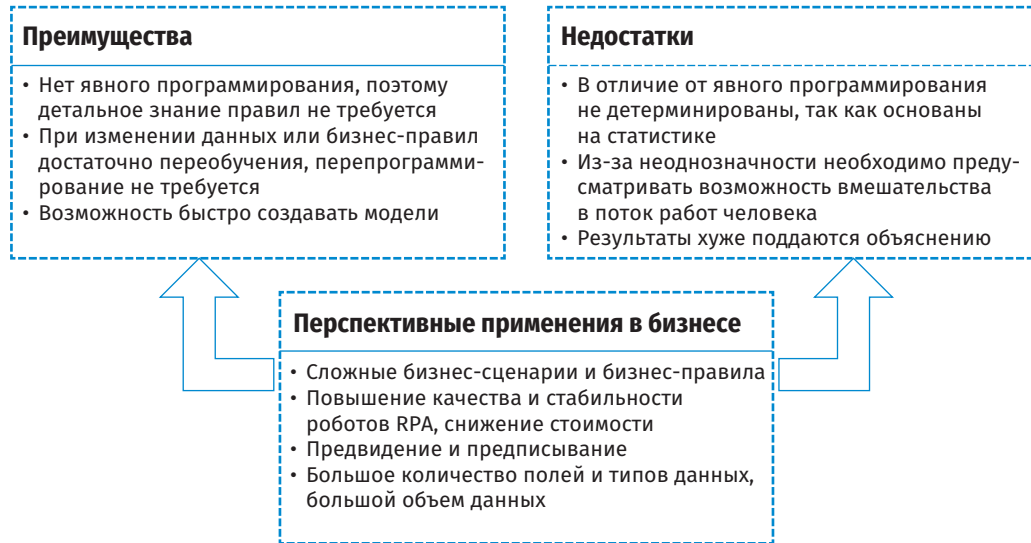 Преимущества
• Нет явного программирования, поэтому
детальное знание правил не требуется
• При изменении данных или бизнес-правил
достаточно переобучения, перепрограмми-
рование не требуется
• Возможность быстро создавать модели
Недостатки
• В отличие от явного программирования
не детерминированы, так как основаны
на статистике
• Из-за неоднозначности необходимо преду-
сматривать возможность вмешательства
в поток работ человека
• Результаты хуже поддаются объяснению
Перспективные применения в бизнесе
• Сложные бизнес-сценарии и бизнес-правила
• Повышение качества и стабильности
роботов RPA, снижение стоимости
• Предвидение и предписывание
• Большое количество полей и типов данных,
большой объем данных